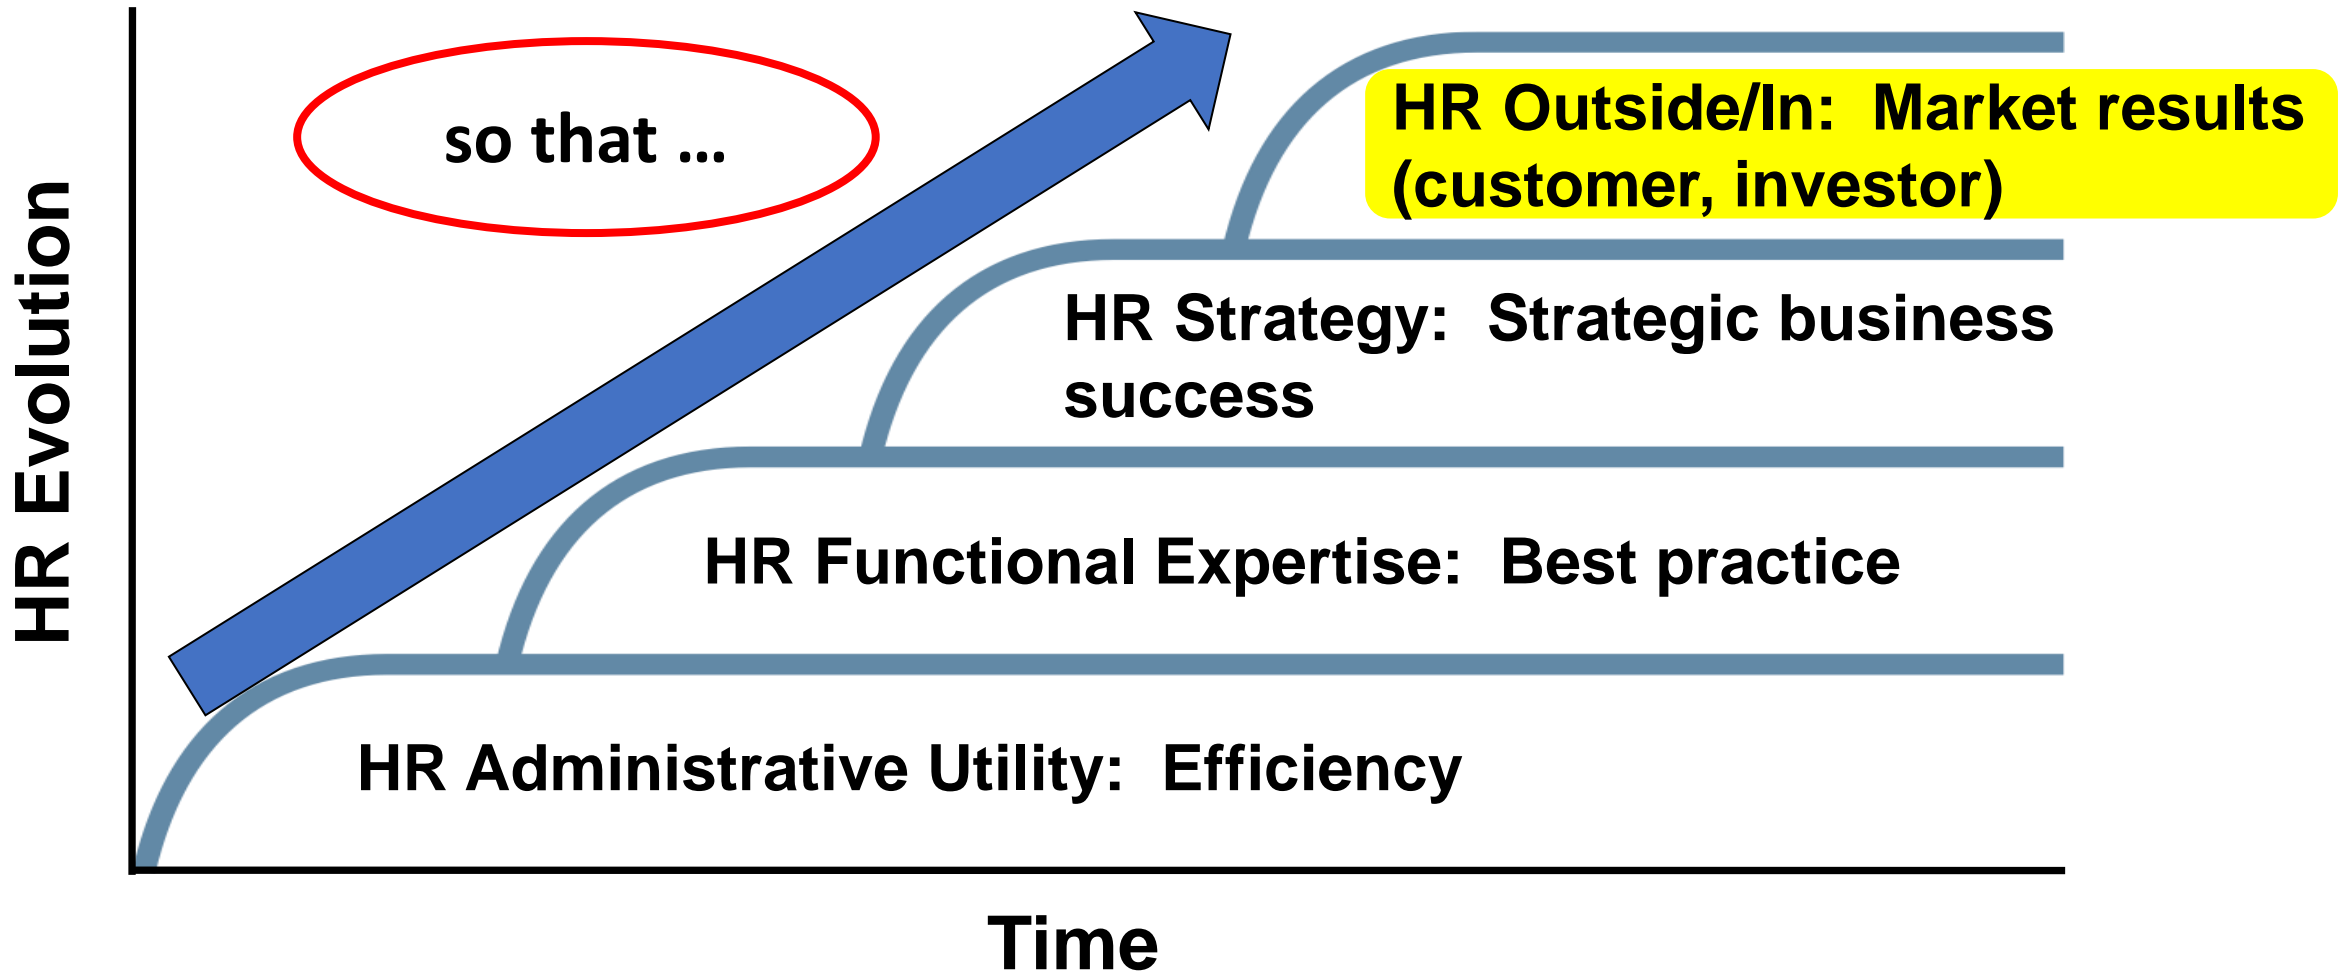 so that ...
HR Outside/In: Market results
(customer, investor)
HR Strategy: Strategic business
success
HR Functional Expertise: Best practice
HR Administrative Utility: Efficiency
HR Evolution
Time